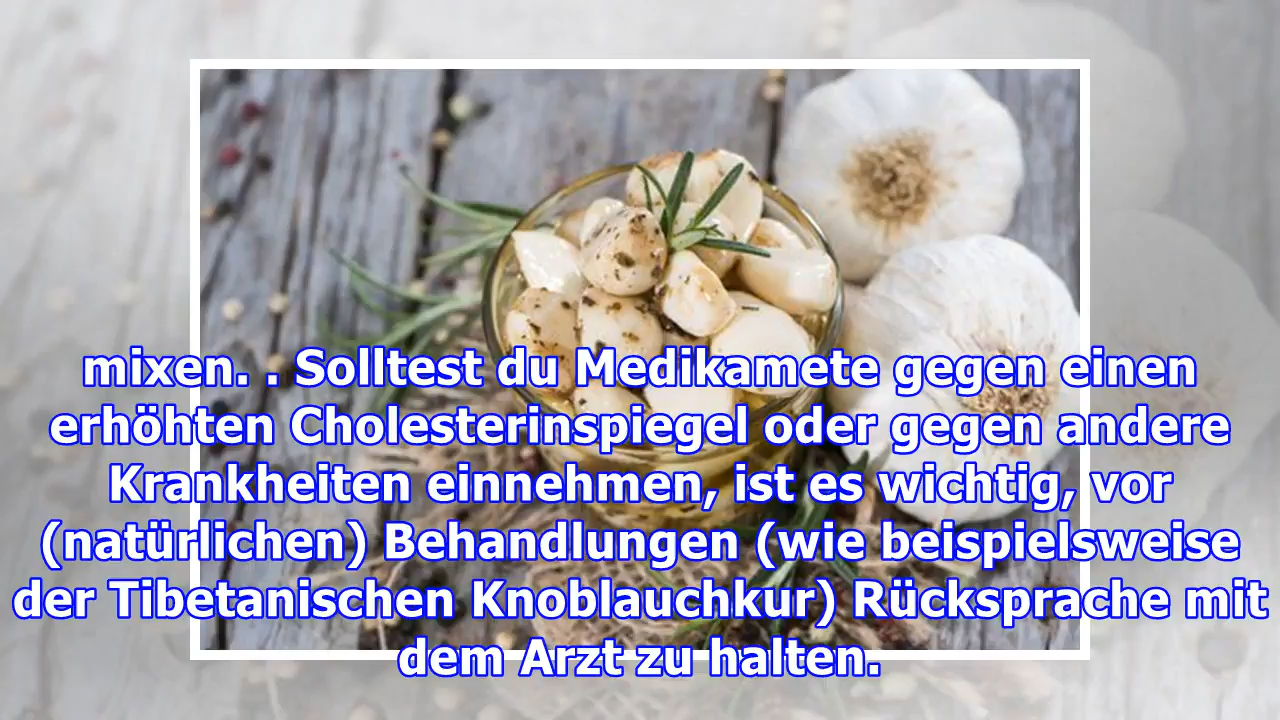 mixen. . Solltest du Medikamete gegen einen
erhöhten Cholesterinspiegel oder gegen andere
Krankheiten einnehmen, ist es wichtig, vor
(natürlichen) Behandlungen (wie beispielsweise
der Tibetanischen Knoblauchkur) Rücksprache mit
dem Arzt zu halten.